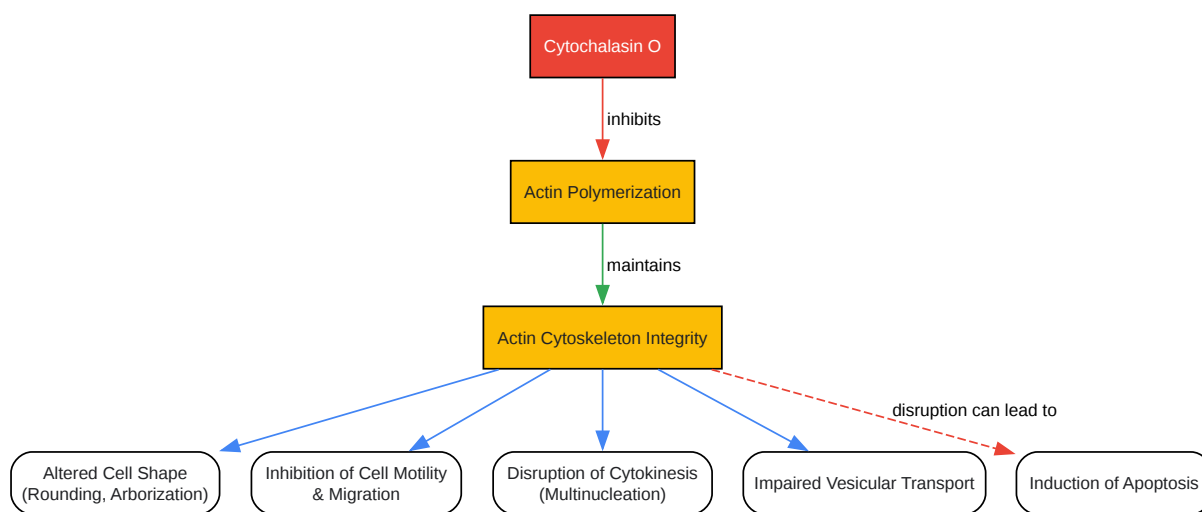 Cytochalasin O
inhibits
Actin Polymerization
maintains
Actin Cytoskeleton Integrity
disruption can lead to
Altered Cell Shape
(Rounding, Arborization)
Inhibition of Cell Motility
& Migration
Disruption of Cytokinesis
(Multinucleation)
Impaired Vesicular Transport
Induction of Apoptosis